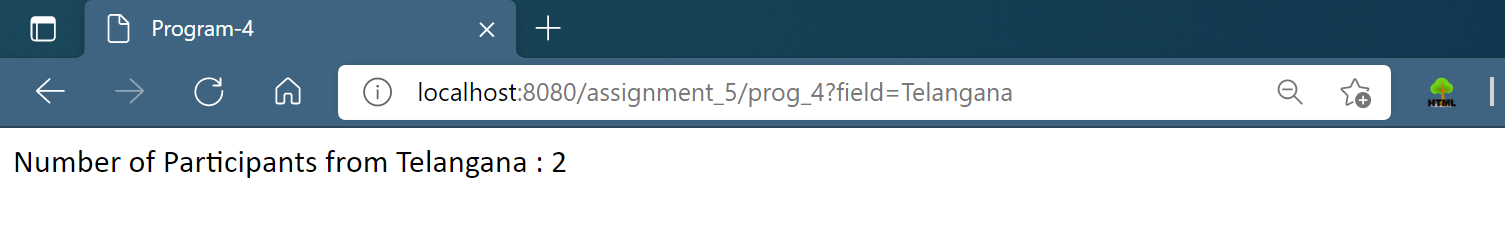 Program-4
localhost:8080/assignment_5/prog_4?field=Telangana
HTML
Number of Participants from Telangana : 2